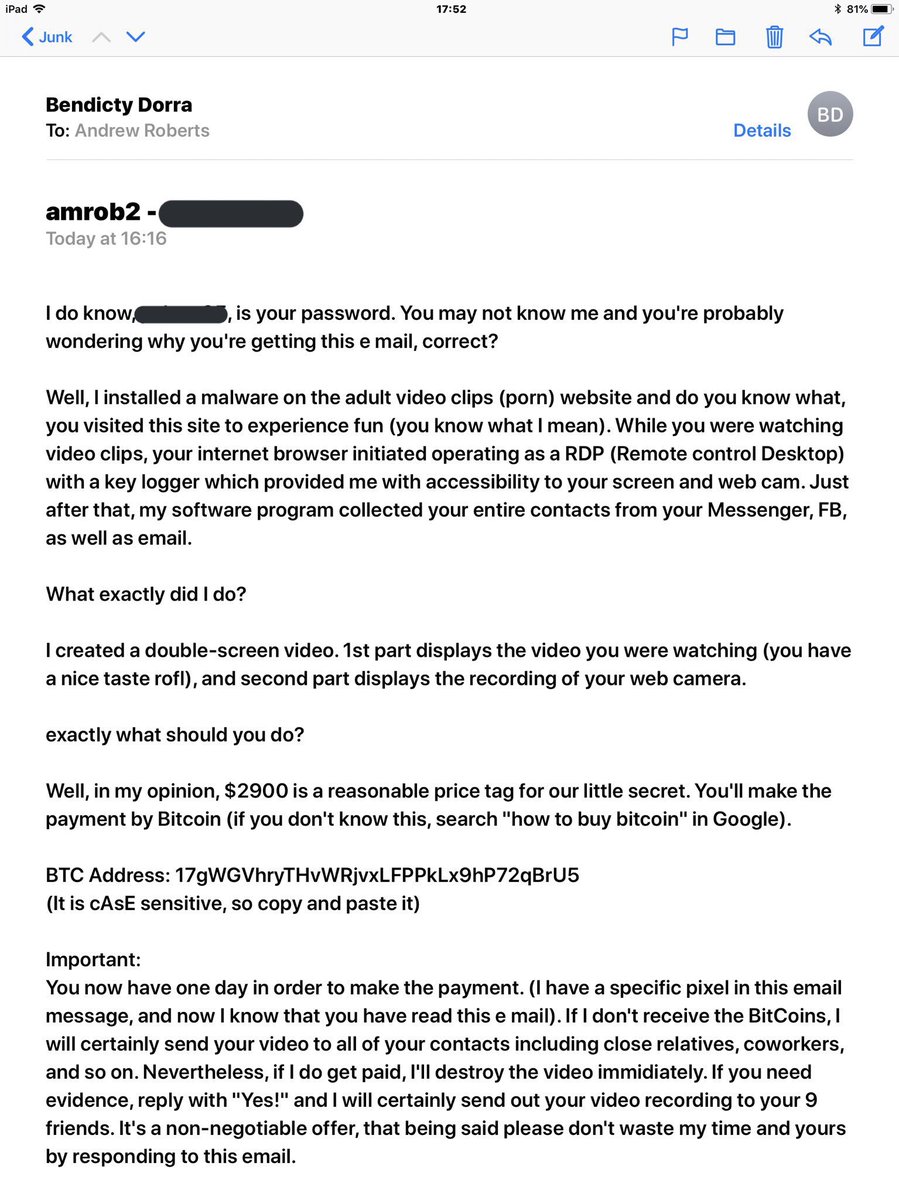 iPad 17:52 81%
Junk
Bendicty Dorra
To: Andrew Roberts
Details
BD
amrob2 -
Today at 16:16
I do know, , is your password. You may not know me and you're probably
wondering why you're getting this e mail, correct?
Well, I installed a malware on the adult video clips (porn) website and do you know what,
you visited this site to experience fun (you know what I mean). While you were watching
video clips, your internet browser initiated operating as a RDP (Remote control Desktop)
with a key logger which provided me with accessibility to your screen and web cam. Just
after that, my software program collected your entire contacts from your Messenger, FB,
as well as email.
What exactly did I do?
I created a double-screen video. 1st part displays the video you were watching (you have
a nice taste rofl), and second part displays the recording of your web camera.
exactly what should you do?
Well, in my opinion, $2900 is a reasonable price tag for our little secret. You'll make the
payment by Bitcoin (if you don't know this, search "how to buy bitcoin" in Google).
BTC Address: 17gWGVhryTHvWRjvxLFPPkLx9hP72qBrU5
(It is cAsE sensitive, so copy and paste it)
Important:
You now have one day in order to make the payment. (I have a specific pixel in this email
message, and now I know that you have read this e mail). If I don't receive the BitCoins, I
will certainly send your video to all of your contacts including close relatives, coworkers,
and so on. Nevertheless, if I do get paid, I'll destroy the video immidiately. If you need
evidence, reply with "Yes!" and I will certainly send out your video recording to your 9
friends. It's a non-negotiable offer, that being said please don't waste my time and yours
by responding to this email.